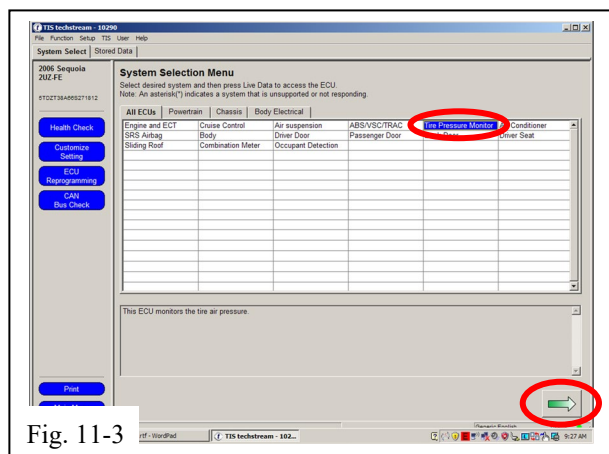 TIS techstream - 10290
File Function Setup TIS User Help
System Select Stored Data
2006 Sequoia
2UZ-FE
System Selection Menu
Select desired system and then press Live Data to access the ECU.
Note: An asterisk(*) indicates a system that is unsupported or not responding.
All ECUs Powertrain Chassis Body Electrical
Engine and ECT Cruise Control Air suspension ABS/VSC/TRAC Tire Pressure Monitor Conditioner
SRS Airbag Body Driver Door Passenger Door Driver Seat
Sliding Roof Combination Meter Occupant Detection
Health Check
Customize
Setting
ECU
Reprogramming
CAN
Bus Check
This ECU monitors the tire air pressure.
Print
Fig. 11-3
rtf - WordPad TIS techstream - 102... 9:27 AM